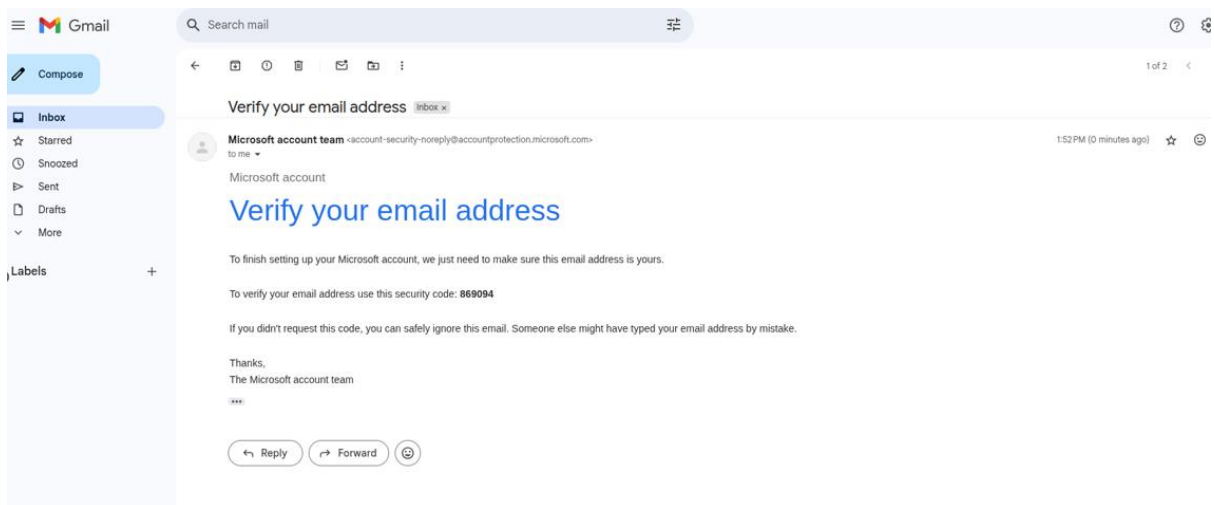 Gmail
Search mail
Compose
1 of 2
Inbox
Starred
Snoozed
Sent
Drafts
More
Labels
Verify your email address Inbox x
Microsoft account team <account-security-noreply@accountprotection.microsoft.com>
1:52 PM (0 minutes ago)
to me
Microsoft account
Verify your email address
To finish setting up your Microsoft account, we just need to make sure this email address is yours.
To verify your email address use this security code: 869094
If you didn't request this code, you can safely ignore this email. Someone else might have typed your email address by mistake.
Thanks,
The Microsoft account team
Reply
Forward